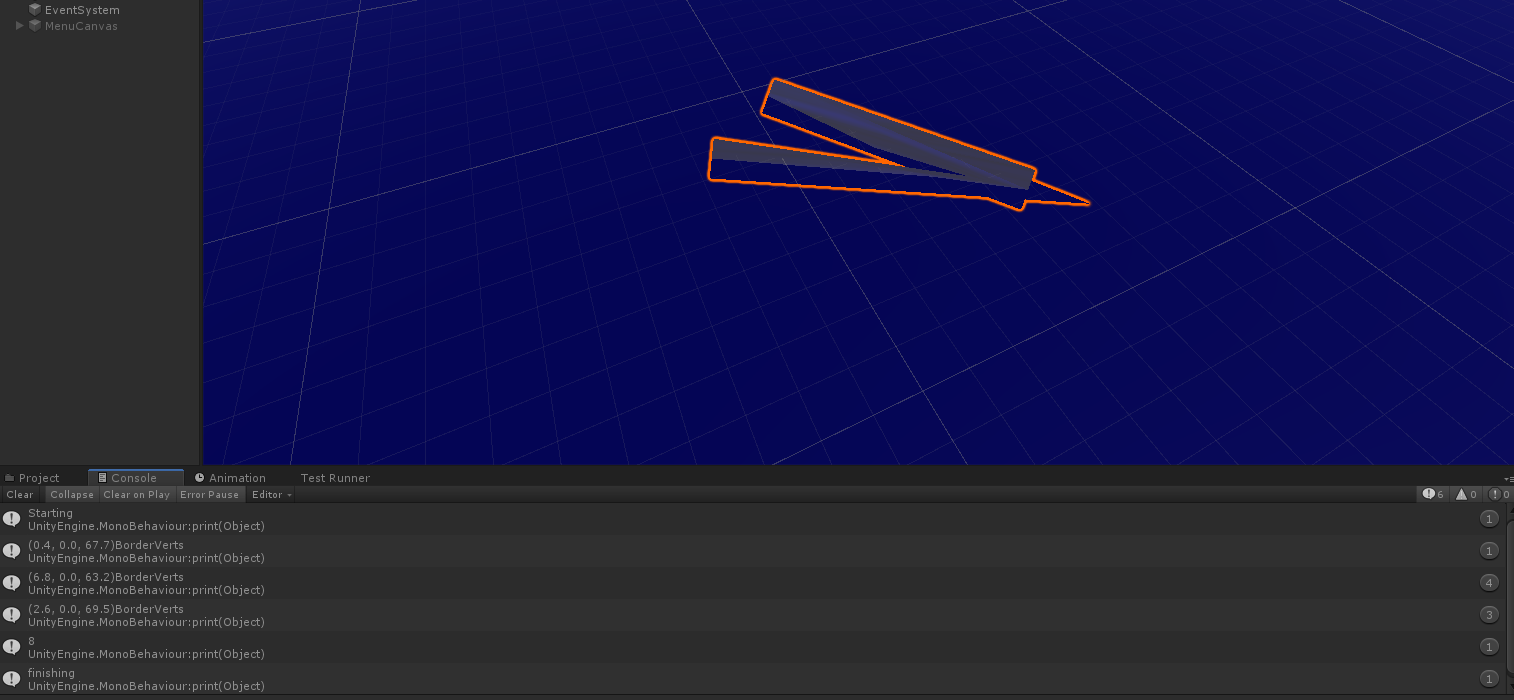 EventSystem
MenuCanvas
Project
Console
Animation
Test Runner
Clear
Collapse
Clear on Play
Error Pause
Editor
6
0
0
Starting
UnityEngine.MonoBehaviour:print(Object)
1
(0.4, 0.0, 67.7)BorderVerts
UnityEngine.MonoBehaviour:print(Object)
1
(6.8, 0.0, 63.2)BorderVerts
UnityEngine.MonoBehaviour:print(Object)
4
(2.6, 0.0, 69.5)BorderVerts
UnityEngine.MonoBehaviour:print(Object)
3
8
UnityEngine.MonoBehaviour:print(Object)
1
finishing
UnityEngine.MonoBehaviour:print(Object)
1